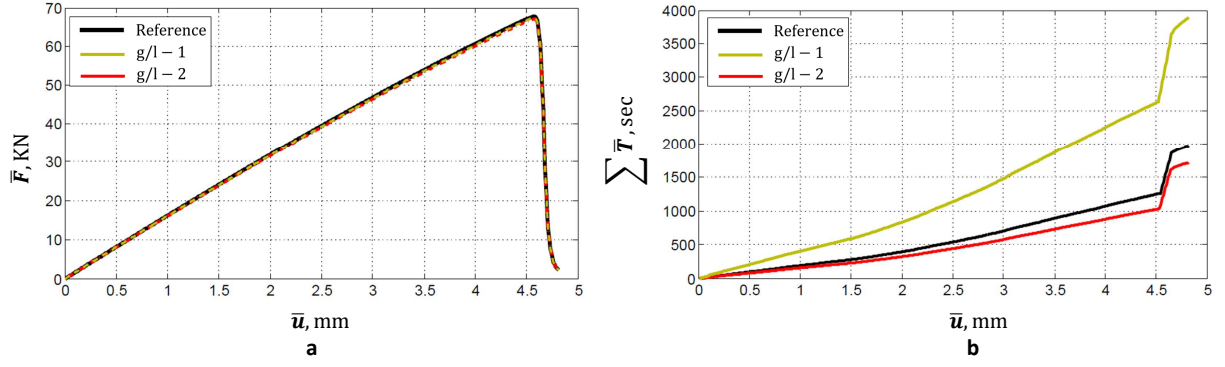 70
60
50
40
30
20
10
0
F̅, KN
Reference
g/l – 1
g/l – 2
0 0.5 1 1.5 2 2.5 3 3.5 4 4.5 5
u̅, mm
a
4000
3500
3000
2500
2000
1500
1000
500
0
∑ T̅, sec
Reference
g/l – 1
g/l – 2
0 0.5 1 1.5 2 2.5 3 3.5 4 4.5 5
u̅, mm
b